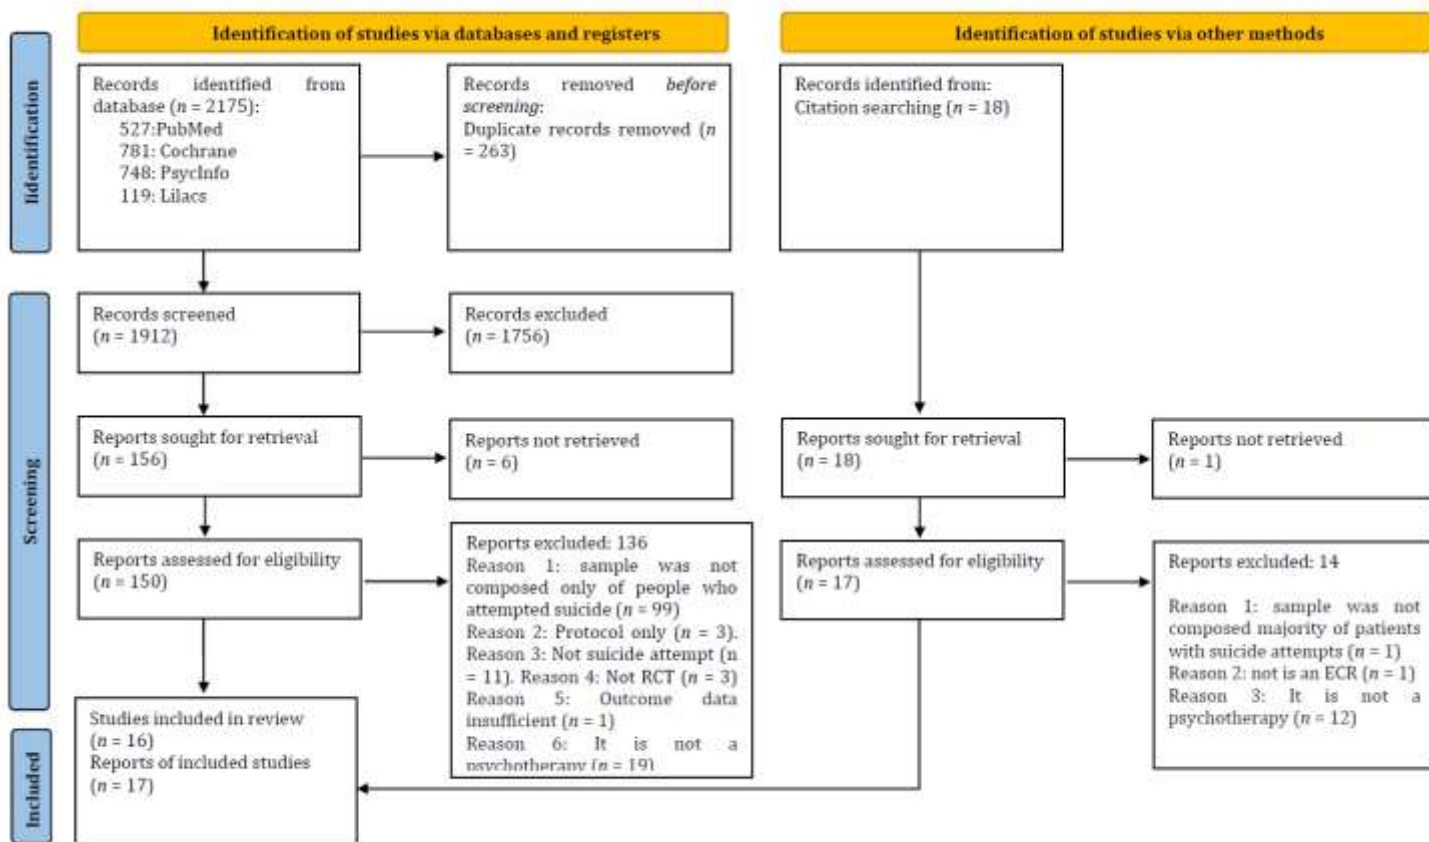 Identification of studies via databases and registers
Identification of studies via other methods
Iidentification
Records identified from
database (n = 2175):
527:PubMed
781: Cochrane
748: PsycInfo
119: Lilacs
Records removed before
screening:
Duplicate records removed (n
= 263)
Records identified from:
Citation searching (n = 18)
Screening
Records screened
(n = 1912)
Records excluded
(n = 1756)
Reports sought for retrieval
(n = 156)
Reports not retrieved
(n = 6)
Reports sought for retrieval
(n = 18)
Reports not retrieved
(n = 1)
Reports assessed for eligibility
(n = 150)
Reports excluded: 136
Reason 1: sample was not
composed only of people who
attempted suicide (n = 99)
Reason 2: Protocol only (n = 3).
Reason 3: Not suicide attempt (n
= 11). Reason 4: Not RCT (n = 3)
Reason 5: Outcome data
insufficient (n = 1)
Reason 6: It is not a
psychotherapy (n = 19)
Reports assessed for eligibility
(n = 17)
Reports excluded: 14
Reason 1: sample was not
composed majority of patients
with suicide attempts (n = 1)
Reason 2: not is an ECR (n = 1)
Reason 3: It is not a
psychotherapy (n = 12)
Included
Studies included in review
(n = 16)
Reports of included studies
(n = 17)